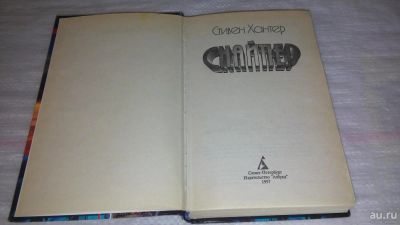 Стивен Хантер
СНАЙПЕР
Санкт-Петербург
Издательство "Азбука"
1997
au.ru